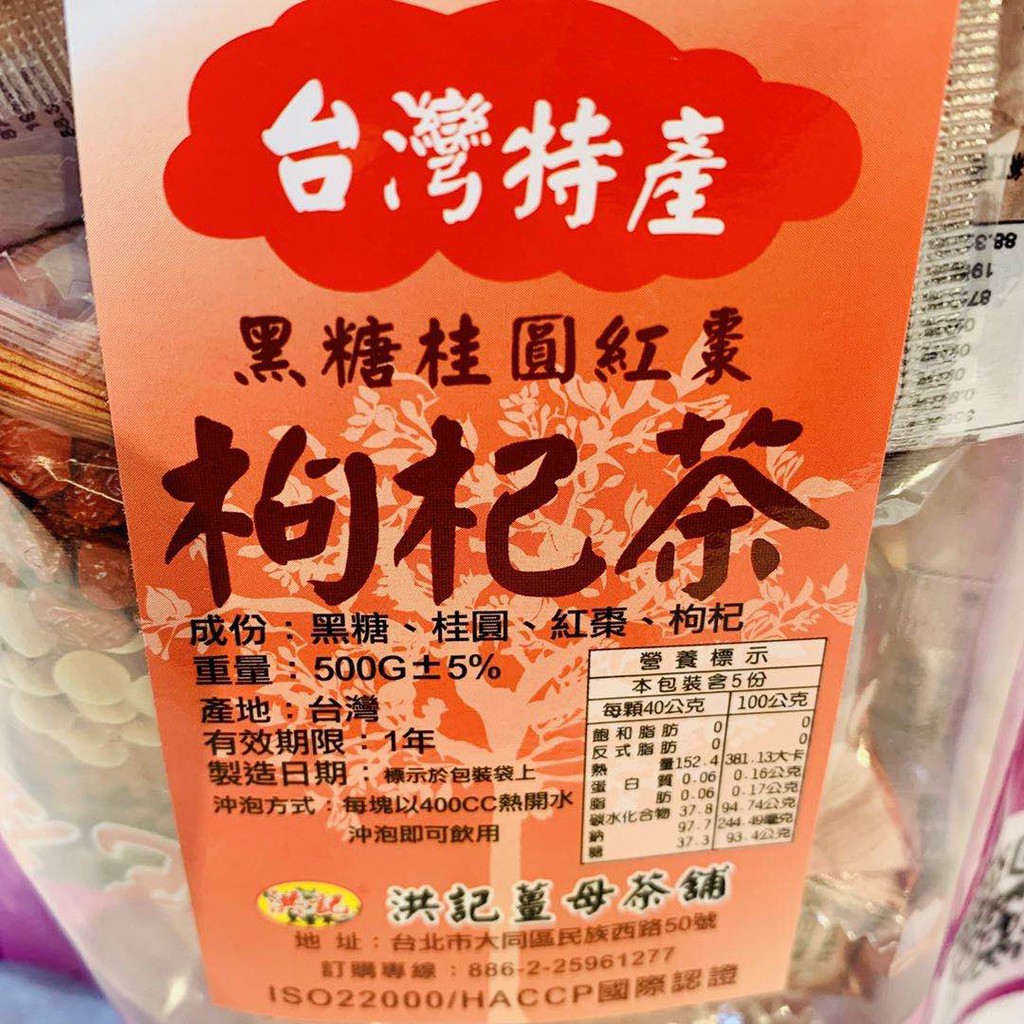 台灣特產
黑糖桂圓紅棗
枸杞茶
成份：黑糖、桂圓、紅棗、枸杞
重量：500G±5%
產地：台灣
有效期限：1年
製造日期：標示於包裝袋上
沖泡方式：每塊以400CC熱開水
沖泡即可飲用
營養標示
本包裝含5份
每顆40公克 100公克
飽和脂肪 0 0
反式脂肪 0 0
熱量 152.4 381.13大卡
蛋白質 0.06 0.16公克
脂肪 0.06 0.17公克
碳水化合物 37.8 94.74公克
鈉 97.7 244.49毫克
糖 37.3 93.4公克
洪記 洪記薑母茶舖
地址：台北市大同區民族西路50號
訂購專線：886-2-25961277
ISO22000/HACCP國際認證